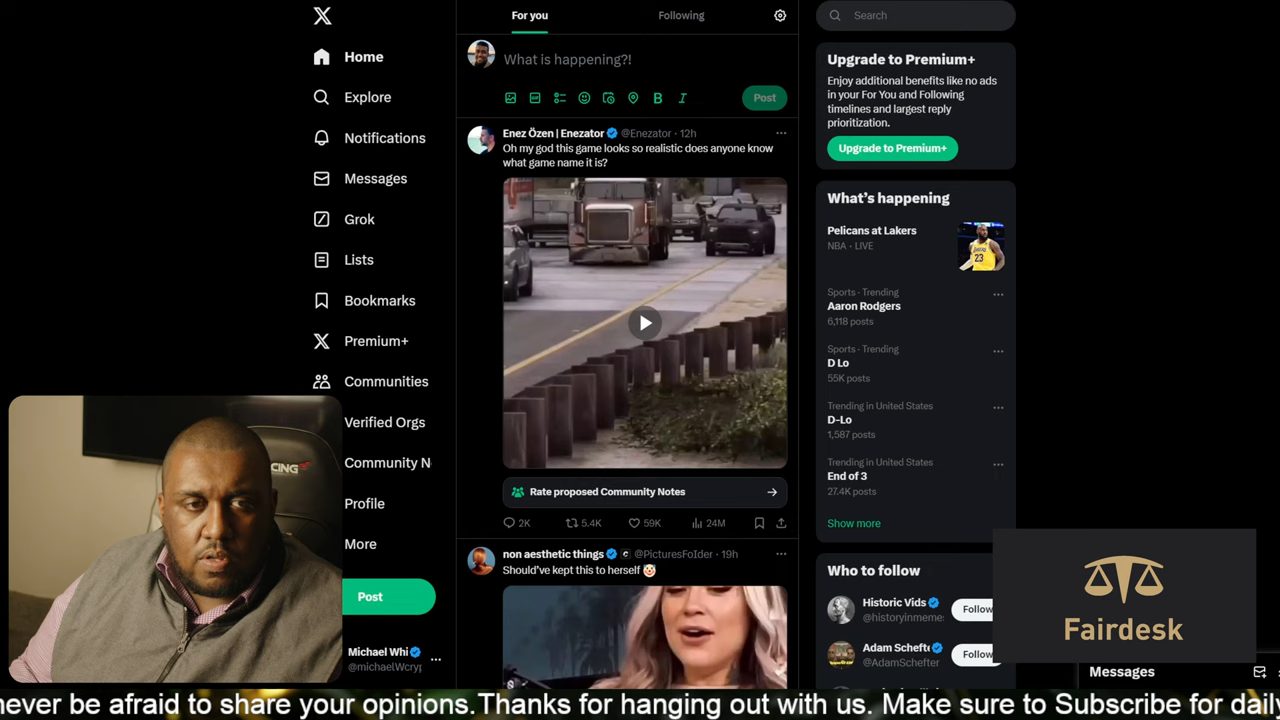 Home
Explore
Notifications
Messages
Grok
Lists
Bookmarks
Premium+
Communities
Verified Orgs
Community N
Profile
More
Post
Michael Whi
@michaelWcryp
For you
Following
What is happening?!
B
I
Post
Enez Özen | Enezator @Enezator · 12h
Oh my god this game looks so realistic does anyone know
what game name it is?
Rate proposed Community Notes
2K
5.4K
59K
24M
non aesthetic things @PicturesFoIder · 19h
Should've kept this to herself
Search
Upgrade to Premium+
Enjoy additional benefits like no ads
in your For You and Following
timelines and largest reply
prioritization.
Upgrade to Premium+
What's happening
Pelicans at Lakers
NBA · LIVE
23
Sports · Trending
Aaron Rodgers
6,118 posts
Sports · Trending
D Lo
55K posts
Trending in United States
D-Lo
1,587 posts
Trending in United States
End of 3
27.4K posts
Show more
Who to follow
Historic Vids
@historyinmeme
Follow
Adam Schefte
@AdamSchefter
Follow
Fairdesk
Messages
CING
never be afraid to share your opinions.Thanks for hanging out with us. Make sure to Subscribe for daily